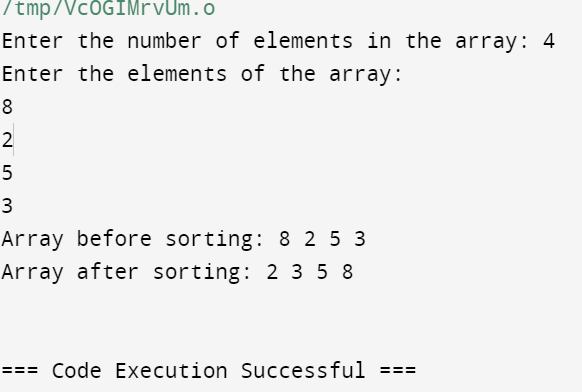 /tmp/VcOGIMrvUm.o
Enter the number of elements in the array: 4
Enter the elements of the array:
8
2
5
3
Array before sorting: 8 2 5 3
Array after sorting: 2 3 5 8
=== Code Execution Successful ===